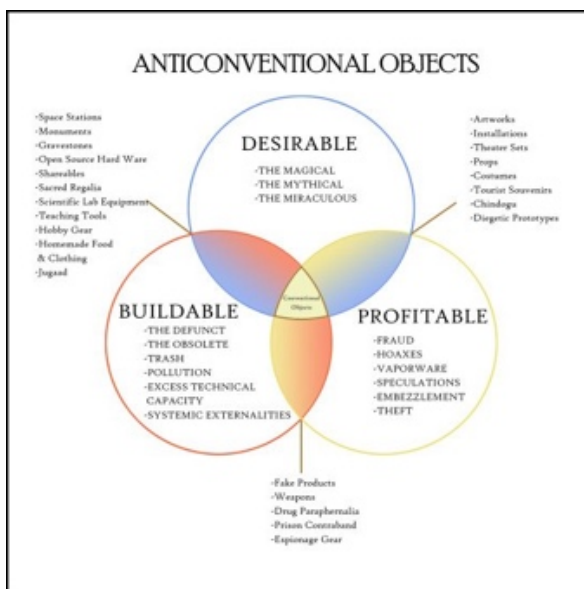 ANTICONVENTIONAL OBJECTS
-Space Stations
-Monuments
-Gravestones
-Open Source Hard Ware
-Shareables
-Sacred Regalia
-Scientific Lab Equipment
-Teaching Tools
-Hobby Gear
-Homemade Food
& Clothing
-Jugaad
-Artworks
-Installations
-Theater Sets
-Props
-Costumes
-Tourist Souvenirs
-Chindogu
-Diegetic Prototypes
DESIRABLE
-THE MAGICAL
-THE MYTHICAL
-THE MIRACULOUS
Conventional
Objects
BUILDABLE
-THE DEFUNCT
-THE OBSOLETE
-TRASH
-POLLUTION
-EXCESS TECHNICAL
CAPACITY
-SYSTEMIC EXTERNALITIES
PROFITABLE
-FRAUD
-HOAXES
-VAPORWARE
-SPECULATIONS
-EMBEZZLEMENT
-THEFT
-Fake Products
-Weapons
-Drug Paraphernalia
-Prison Contraband
-Espionage Gear